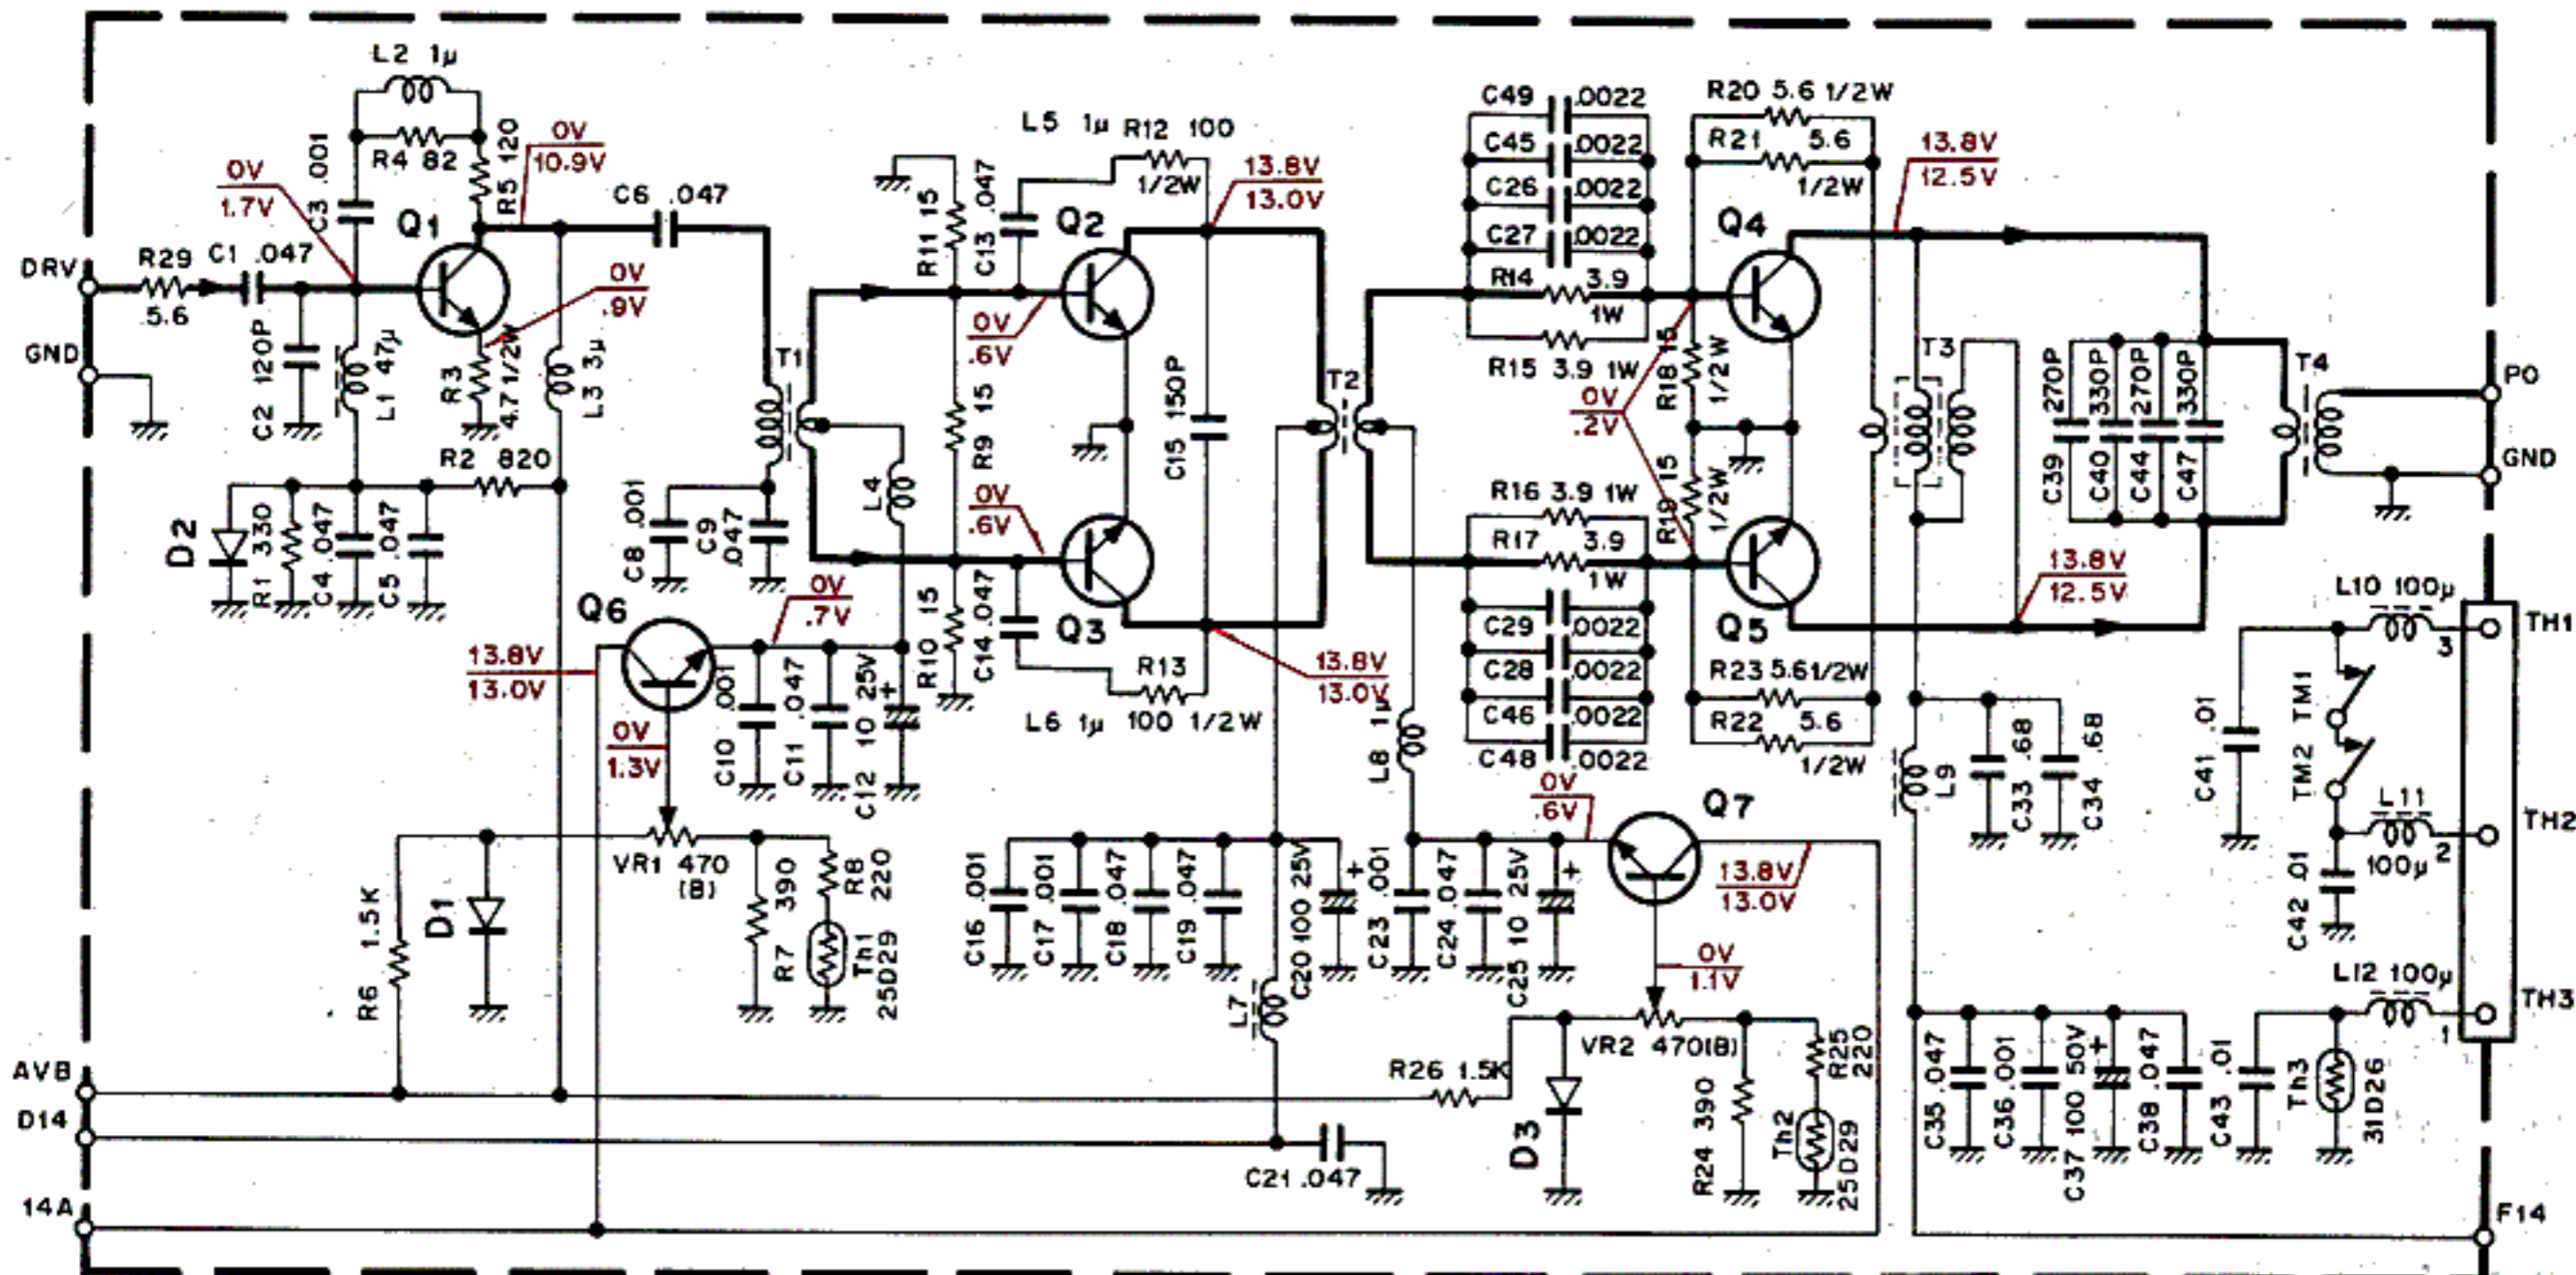 L2 1µ
R4 82
C3 .001
R5 120
0V
10.9V
0V
1.7V
Q1
C6 .047
DRV
R29
5.6
C1 .047
0V
.9V
GND
C2 120P
L1 47µ
R3
4.7 1/2W
L3 3µ
R2 820
D2
R1 330
C4 .047
C5 .047
T1
L4
C8 .001
C9
.047
L5 1µ
R12 100
1/2W
R11 15
C13 .047
Q2
13.8V
13.0V
0V
.6V
R9 15
C15 150P
0V
.6V
Q3
R10 15
C14 .047
L6 1µ
R13
100 1/2W
13.8V
13.0V
T2
Q6
0V
.7V
13.8V
13.0V
0V
1.3V
C10 .001
C11 .047
C12 10 25V
+
VR1 470
(B)
R6 1.5K
D1
R7 390
R8
220
Th1
25D29
C49 .0022
C45 .0022
C26 .0022
C27 .0022
R14 3.9
1W
R15 3.9 1W
R20 5.6 1/2W
R21 5.6
1/2W
Q4
13.8V
12.5V
R18 15
1/2W
0V
.2V
R19 15
1/2W
R16 3.9 1W
R17 3.9
1W
C29 .0022
C28 .0022
C46 .0022
C48 .0022
Q5
R23 5.6 1/2W
R22 5.6
1/2W
T3
C39 270P
C40 330P
C44 270P
C47 330P
T4
PO
GND
13.8V
12.5V
L8 1µ
0V
.6V
Q7
13.8V
13.0V
0V
1.1V
C16 .001
C17 .001
C18 .047
C19 .047
C20 100 25V
+
C23 .001
C24 .047
C25 10 25V
+
L7
VR2 470(B)
R26 1.5K
D3
R24 390
R25
220
Th2
25D29
C21 .047
L9
C33 .68
C34 .68
C35 .047
C36 .001
C37 100 50V
+
C38 .047
C43 .01
Th3
31D26
L10 100µ
3
TH1
C41 .01
TM1
TM2
L11
100µ
2
TH2
C42 .01
L12 100µ
1
TH3
AVB
D14
14A
F14